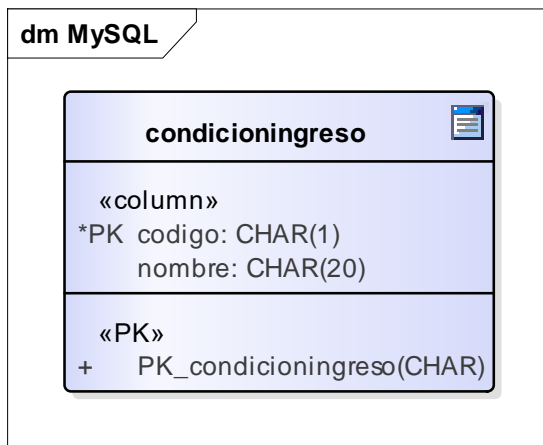 dm MySQL
condicioningreso
«column»
*PK codigo: CHAR(1)
nombre: CHAR(20)
«PK»
+ PK_condicioningreso(CHAR)